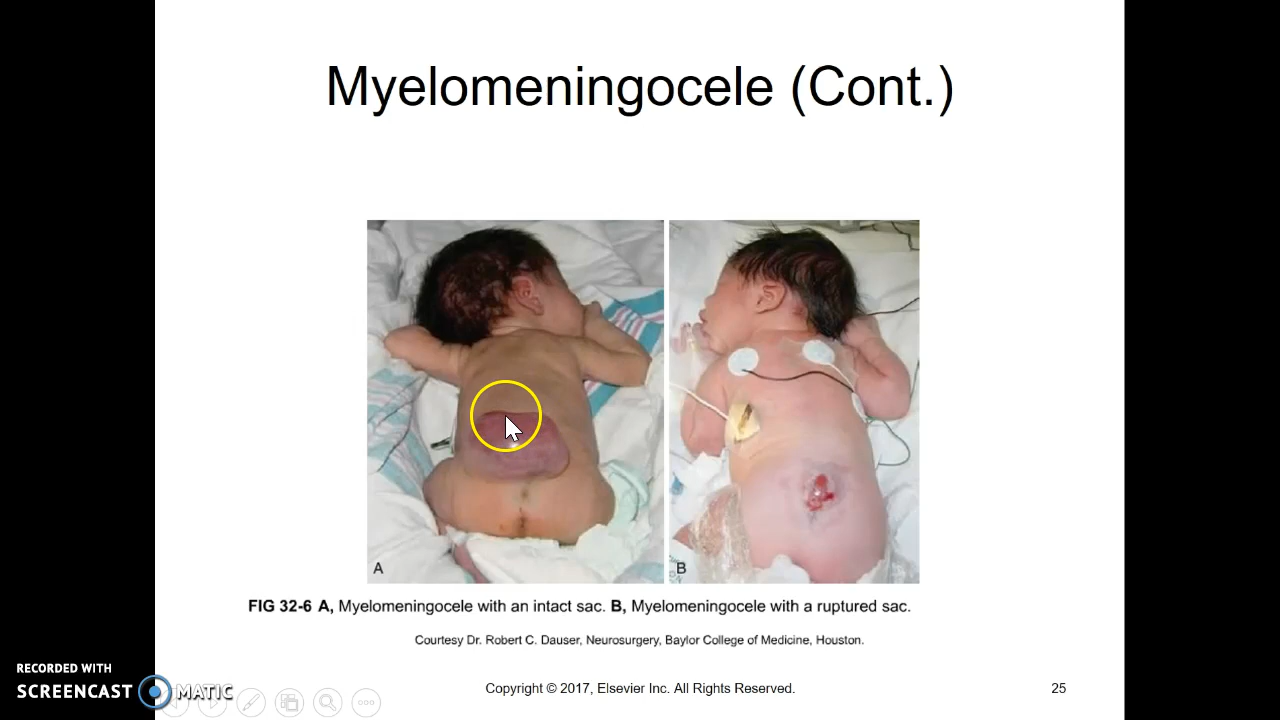 Myelomeningocele (Cont.)
A
B
FIG 32-6 A, Myelomeningocele with an intact sac. B, Myelomeningocele with a ruptured sac.
Courtesy Dr. Robert C. Dauser, Neurosurgery, Baylor College of Medicine, Houston.
Copyright © 2017, Elsevier Inc. All Rights Reserved.
25
RECORDED WITH
SCREENCAST MATIC